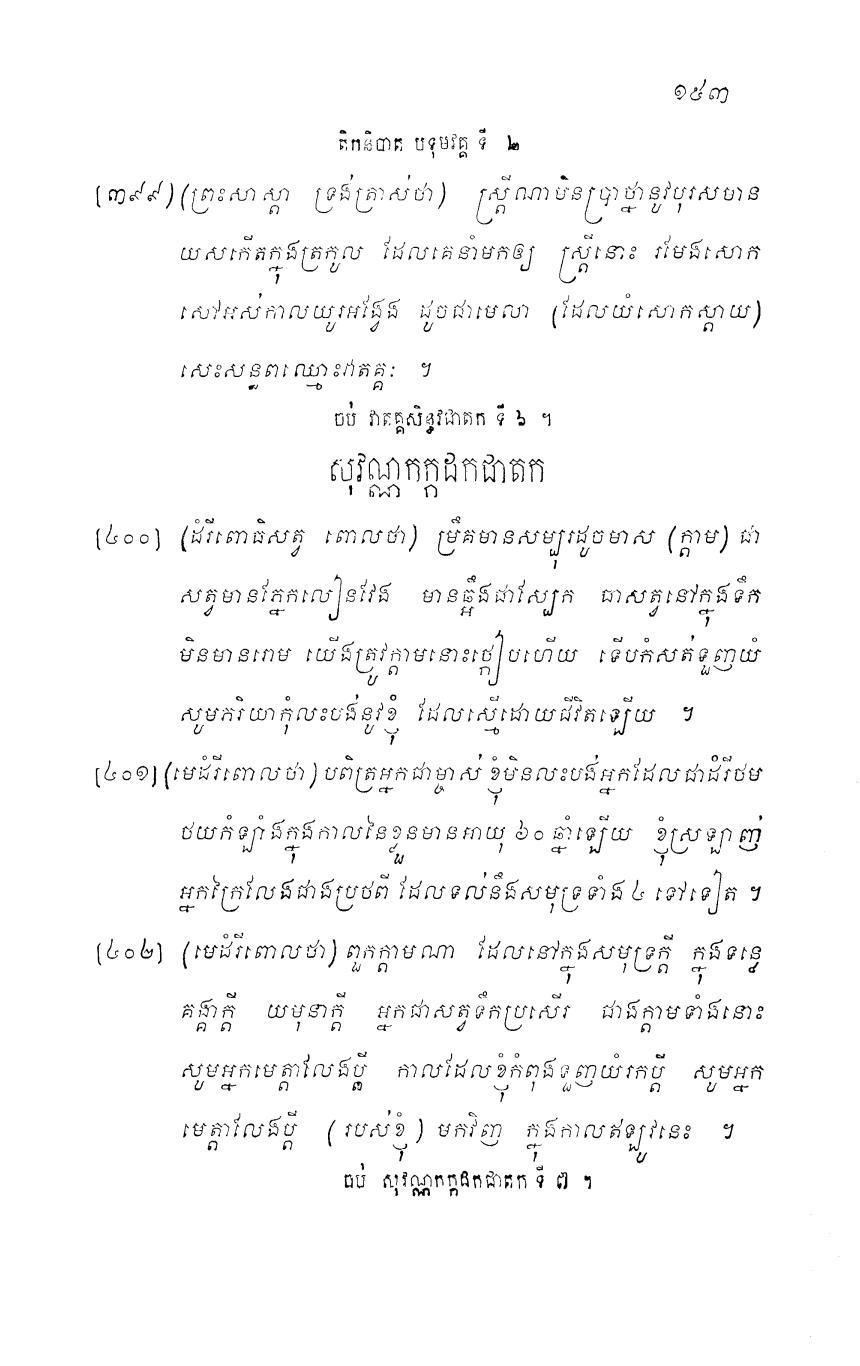 ១៥៣
តិកនិបាត បទុមវគ្គ ទី ២
[៣៩៩] (ព្រះសាស្តា ទ្រង់ត្រាស់ថា) ស្រ្តីណាមិនប្រាថ្នានូវបុរសមាន
យសកើតក្នុងត្រកូល ដែលគេនាំមកឲ្យ ស្រ្តីនោះ រមែងសោក
សៅអស់កាលយូរអង្វែង ដូចជាមេលា (ដែលយំសោកស្តាយ)
សេះសន្ធពឈ្មោះវាតគ្គៈ ។
ចប់ វាតគ្គសិន្ធវជាតក ទី ៦ ។
សុវណ្ណកក្កដកជាតក
[៤០០] (ដំរីពោធិសត្វ ពោលថា) ម្រឹគមានសម្បុរដូចមាស (ក្តាម) ជា
សត្វមានភ្នែកលៀនវែង មានឆ្អឹងជាស្បែក ជាសត្វនៅក្នុងទឹក
មិនមានរោម យើងត្រូវក្តាមនោះផ្គៀបហើយ ទើបកំសត់ទួញយំ
សូមភរិយាកុំលះបង់នូវខ្ញុំ ដែលស្មើដោយជីវិតឡើយ ។
[៤០១] (មេដំរីពោលថា) បពិត្រអ្នកជាម្ចាស់ ខ្ញុំមិនលះបង់អ្នកដែលជាដំរីថម
ថយកំឡាំងក្នុងកាលនៃខ្លួនមានអាយុ ៦០ ឆ្នាំឡើយ ខ្ញុំស្រឡាញ់
អ្នកវៃក្រលែងជាងប្រថពី ដែលទល់នឹងសមុទ្រទាំង ៤ ទៅទៀត ។
[៤០២] (មេដំរីពោលថា) ពួកក្តាមណា ដែលនៅក្នុងសមុទ្រក្តី ក្នុងទន្លេ
គង្គាក្តី យមុនាក្តី អ្នកជាសត្វទឹកប្រសើរ ជាងក្តាមទាំងនោះ
សូមអ្នកមេត្តាលែងប្តី កាលដែលខ្ញុំកំពុងទួញយំរកប្តី សូមអ្នក
មេត្តាលែងប្តី (របស់ខ្ញុំ) មកវិញ ក្នុងកាលឥឡូវនេះ ។
ចប់ សុវណ្ណកក្កដកជាតក ទី ៧ ។